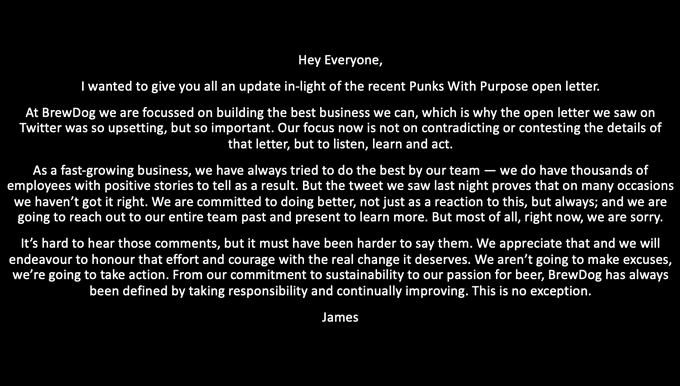 Hey Everyone,
I wanted to give you all an update in-light of the recent Punks With Purpose open letter.
At BrewDog we are focussed on building the best business we can, which is why the open letter we saw on
Twitter was so upsetting, but so important. Our focus now is not on contradicting or contesting the details of
that letter, but to listen, learn and act.
As a fast-growing business, we have always tried to do the best by our team — we do have thousands of
employees with positive stories to tell as a result. But the tweet we saw last night proves that on many occasions
we haven’t got it right. We are committed to doing better, not just as a reaction to this, but always; and we are
going to reach out to our entire team past and present to learn more. But most of all, right now, we are sorry.
It’s hard to hear those comments, but it must have been harder to say them. We appreciate that and we will
endeavour to honour that effort and courage with the real change it deserves. We aren’t going to make excuses,
we’re going to take action. From our commitment to sustainability to our passion for beer, BrewDog has always
been defined by taking responsibility and continually improving. This is no exception.
James